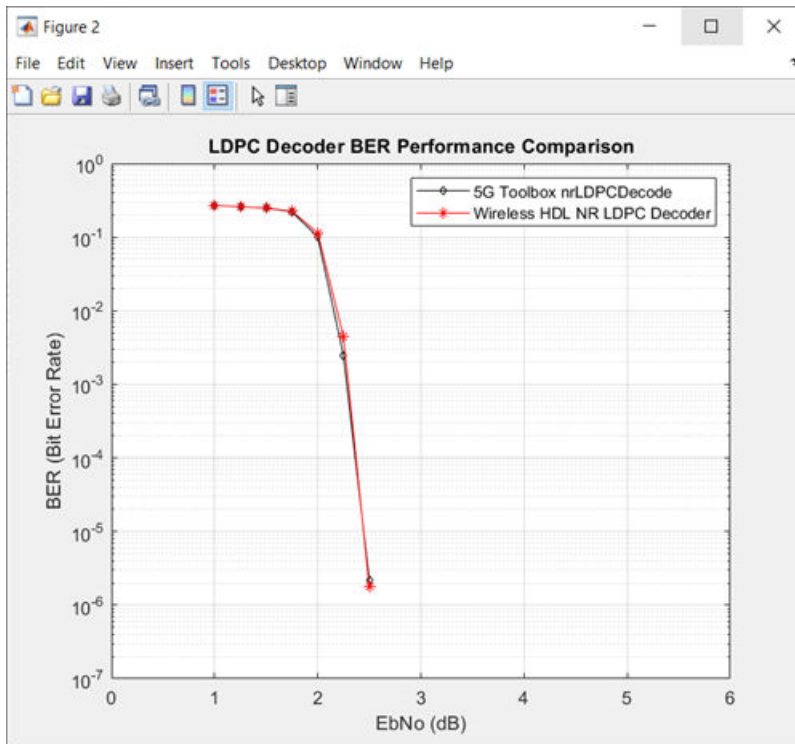 Figure 2
File Edit View Insert Tools Desktop Window Help
LDPC Decoder BER Performance Comparison
5G Toolbox nrLDPCDecode
Wireless HDL NR LDPC Decoder
BER (Bit Error Rate)
10^0
10^-1
10^-2
10^-3
10^-4
10^-5
10^-6
10^-7
0 1 2 3 4 5 6
EbNo (dB)